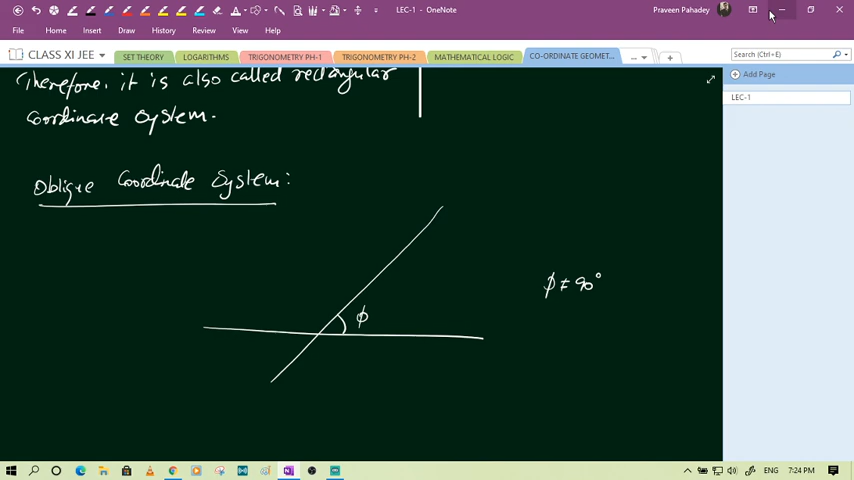 LEC-1 - OneNote
Praveen Pahadey
File Home Insert Draw History Review View Help Class Notebook
CLASS XI JEE
SET THEORY LOGARITHMS TRIGONOMETRY PH-1 TRIGONOMETRY PH-2 MATHEMATICAL LOGIC CO-ORDINATE GEOMET...
Search (Ctrl+E)
Add Page
LEC-1
Therefore, it is also called rectangular
coordinate system.
Oblique Coordinate System:
ϕ ≠ 90°
ϕ
ENG 7:24 PM